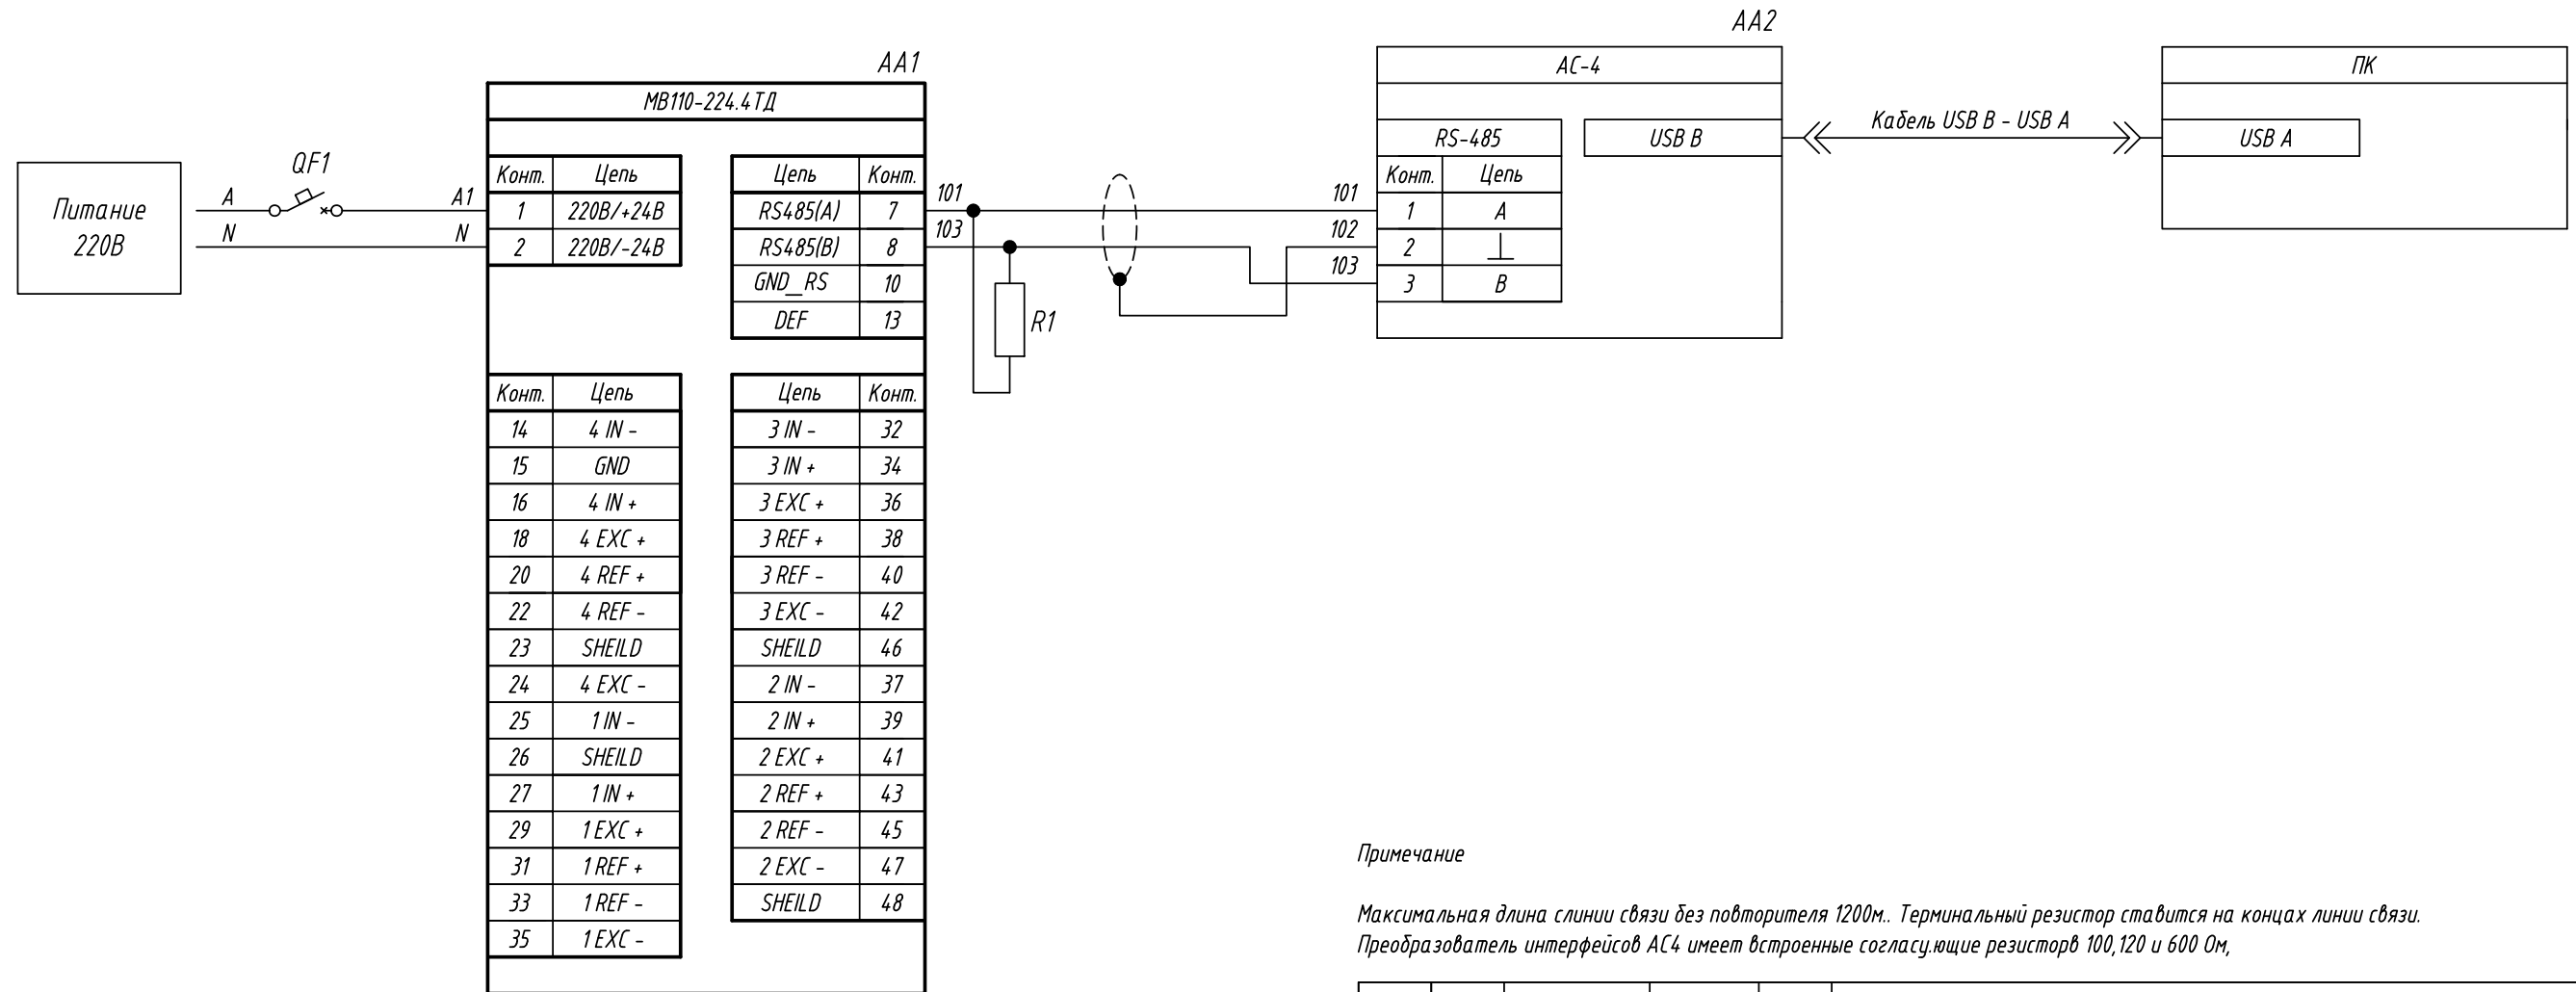 AA2
AA1
AC-4
ПК
МВ110-224.4ТД
Кабель USB B - USB A
RS-485
USB B
USB A
QF1
Конт. Цепь
Цепь Конт.
Конт. Цепь
Питание
220В
A
A1
1 220В/+24В
RS485(A) 7
101
101
1 A
N
N
2 220В/-24В
RS485(B) 8
103
102
2 ⊥
GND_RS 10
103
3 B
DEF 13
R1
Конт. Цепь
Цепь Конт.
14 4 IN -
3 IN - 32
15 GND
3 IN + 34
16 4 IN +
3 EXC + 36
18 4 EXC +
3 REF + 38
20 4 REF +
3 REF - 40
22 4 REF -
3 EXC - 42
23 SHEILD
SHEILD 46
24 4 EXC -
2 IN - 37
25 1 IN -
2 IN + 39
26 SHEILD
2 EXC + 41
27 1 IN +
2 REF + 43
29 1 EXC +
2 REF - 45
31 1 REF +
2 EXC - 47
33 1 REF -
SHEILD 48
35 1 EXC -
Примечание
Максимальная длина слинии связи без повторителя 1200м.. Терминальный резистор ставится на концах линии связи.
Преобразователь интерфейсов АС4 имеет встроенные согласу.ющие резисторв 100,120 и 600 Ом,